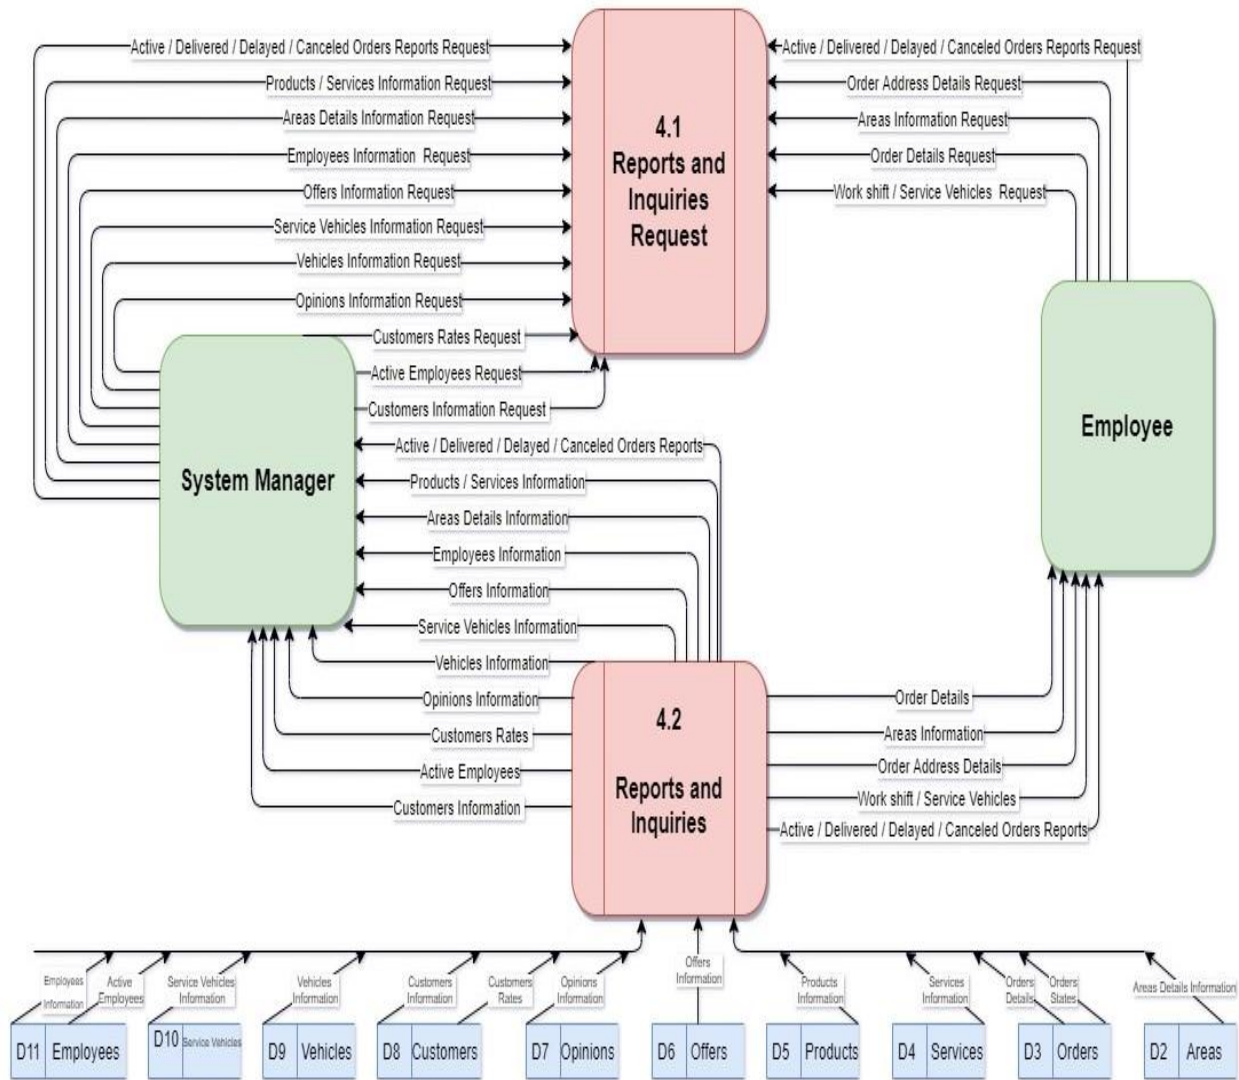 Active / Delivered / Delayed / Canceled Orders Reports Request
Products / Services Information Request
Areas Details Information Request
Employees Information Request
Offers Information Request
Service Vehicles Information Request
Vehicles Information Request
Opinions Information Request
Customers Rates Request
Active Employees Request
Customers Information Request
4.1
Reports and
Inquiries
Request
Active / Delivered / Delayed / Canceled Orders Reports Request
Order Address Details Request
Areas Information Request
Order Details Request
Work shift / Service Vehicles Request
System Manager
Employee
Active / Delivered / Delayed / Canceled Orders Reports
Products / Services Information
Areas Details Information
Employees Information
Offers Information
Service Vehicles Information
Vehicles Information
Opinions Information
Customers Rates
Active Employees
Customers Information
4.2
Reports and
Inquiries
Order Details
Areas Information
Order Address Details
Work shift / Service Vehicles
Active / Delivered / Delayed / Canceled Orders Reports
Employees
Information
Active
Employees
Service Vehicles
Information
Vehicles
Information
Customers
Information
Customers
Rates
Opinions
Information
Offers
Information
Products
Information
Services
Information
Orders
Details
Orders
States
Areas Details Information
D11 Employees
D10 Service Vehicles
D9 Vehicles
D8 Customers
D7 Opinions
D6 Offers
D5 Products
D4 Services
D3 Orders
D2 Areas